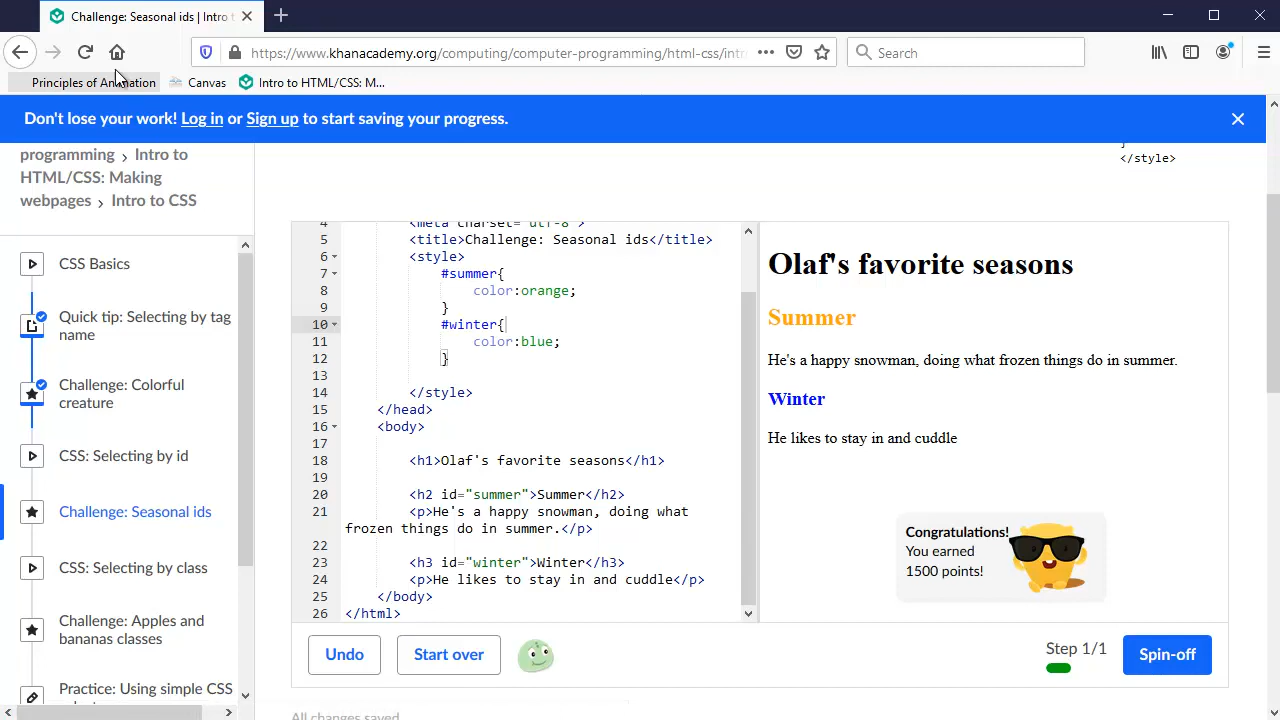 Challenge: Seasonal ids | Intro t
https://www.khanacademy.org/computing/computer-programming/html-css/intr
Search
Principles of Animation
Canvas
Intro to HTML/CSS: M...
Don't lose your work! Log in or Sign up to start saving your progress.
programming > Intro to
HTML/CSS: Making
webpages > Intro to CSS
CSS Basics
Quick tip: Selecting by tag
name
Challenge: Colorful
creature
CSS: Selecting by id
Challenge: Seasonal ids
CSS: Selecting by class
Challenge: Apples and
bananas classes
Practice: Using simple CSS
}
</style>
4 <meta charset="utf-8">
5 <title>Challenge: Seasonal ids</title>
6 <style>
7 #summer{
8 color:orange;
9 }
10 #winter{
11 color:blue;
12 }
13
14 </style>
15 </head>
16 <body>
17
18 <h1>Olaf's favorite seasons</h1>
19
20 <h2 id="summer">Summer</h2>
21 <p>He's a happy snowman, doing what
frozen things do in summer.</p>
22
23 <h3 id="winter">Winter</h3>
24 <p>He likes to stay in and cuddle</p>
25 </body>
26 </html>
Olaf's favorite seasons
Summer
He's a happy snowman, doing what frozen things do in summer.
Winter
He likes to stay in and cuddle
Congratulations!
You earned
1500 points!
Undo
Start over
Step 1/1
Spin-off
All changes saved